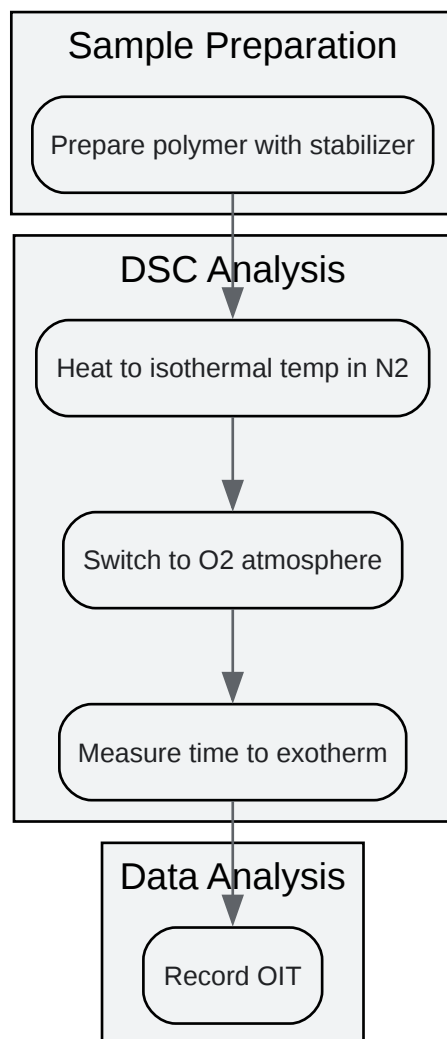 Sample Preparation
Prepare polymer with stabilizer
DSC Analysis
Heat to isothermal temp in N2
Switch to O2 atmosphere
Measure time to exotherm
Data Analysis
Record OIT